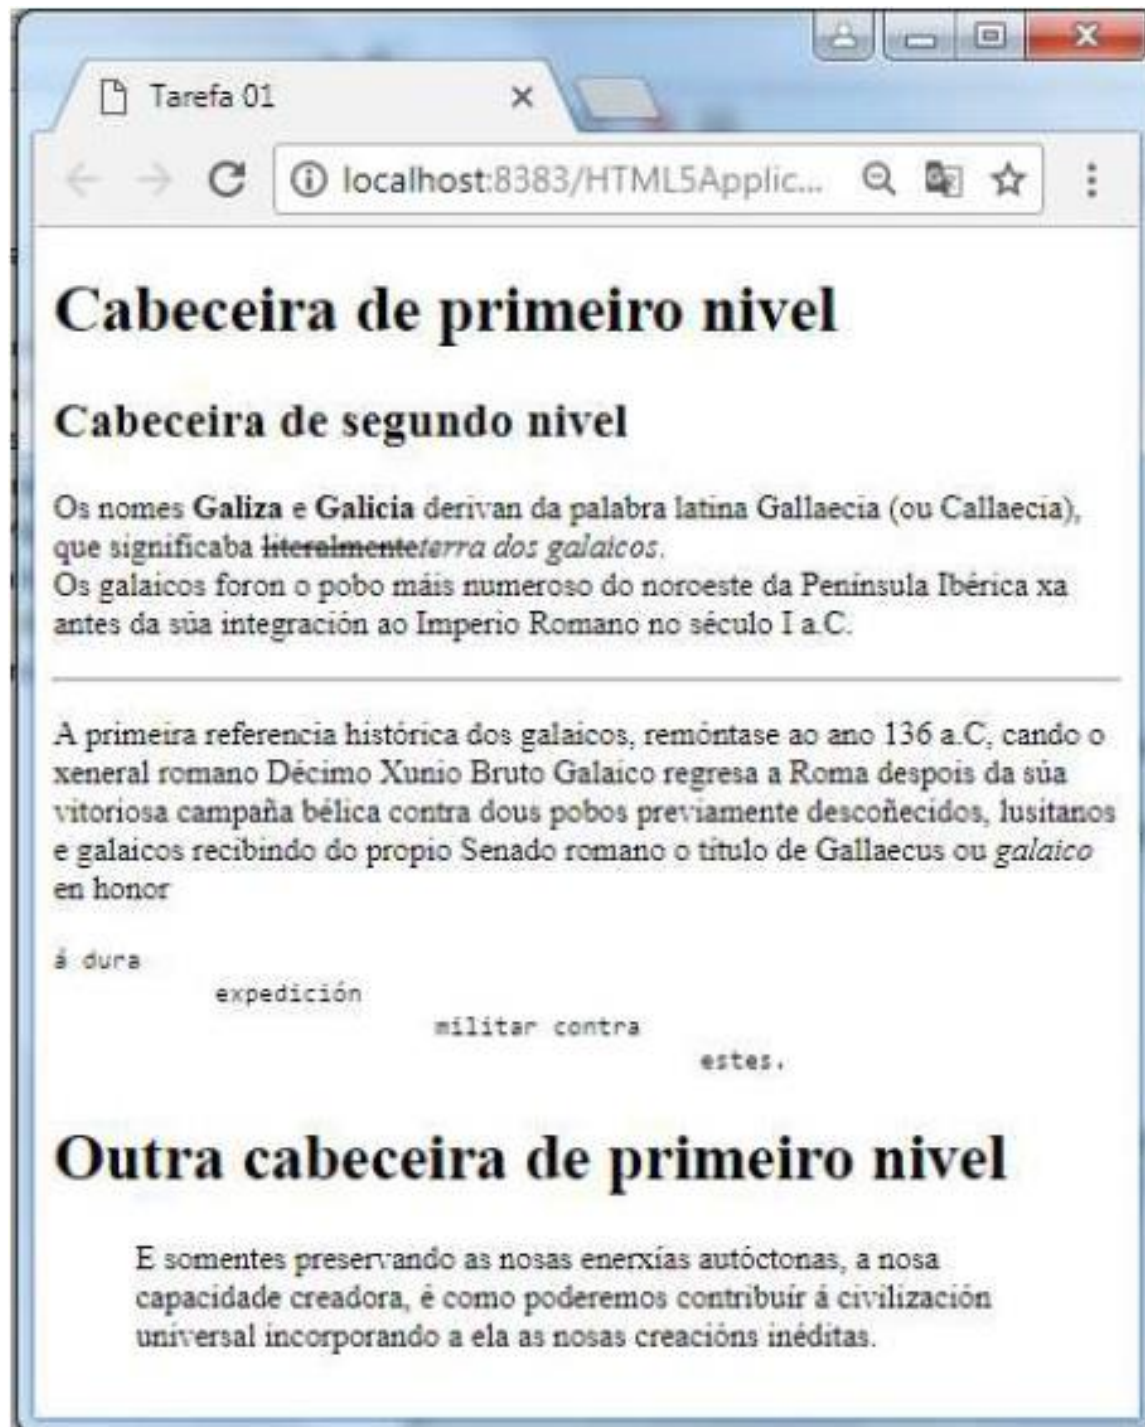 Tarefa 01
localhost:8383/HTML5Applic...
Cabeceira de primeiro nivel
Cabeceira de segundo nivel
Os nomes Galiza e Galicia derivan da palabra latina Gallaecia (ou Callaecia),
que significaba literalmenteterra dos galaicos.
Os galaicos foron o pobo máis numeroso do noroeste da Península Ibérica xa
antes da súa integración ao Imperio Romano no século I a.C.
A primeira referencia histórica dos galaicos, remóntase ao ano 136 a.C, cando o
xeneral romano Décimo Xunio Bruto Galaico regresa a Roma despois da súa
vitoriosa campaña bélica contra dous pobos previamente descoñecidos, lusitanos
e galaicos recibindo do propio Senado romano o título de Gallaecus ou galaico
en honor
á dura
expedición
militar contra
estes.
Outra cabeceira de primeiro nivel
E somentes preservando as nosas enerxías autóctonas, a nosa
capacidade creadora, é como poderemos contribuír á civilización
universal incorporando a ela as nosas creacións inéditas.